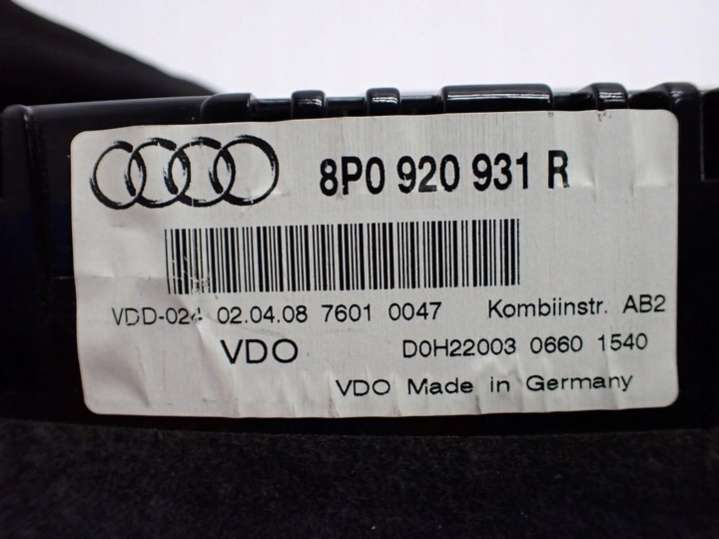 8P0 920 931 R
VDD-024 02.04.08 7601 0047 Kombiinstr. AB2
VDO D0H22003 0660 1540
VDO Made in Germany